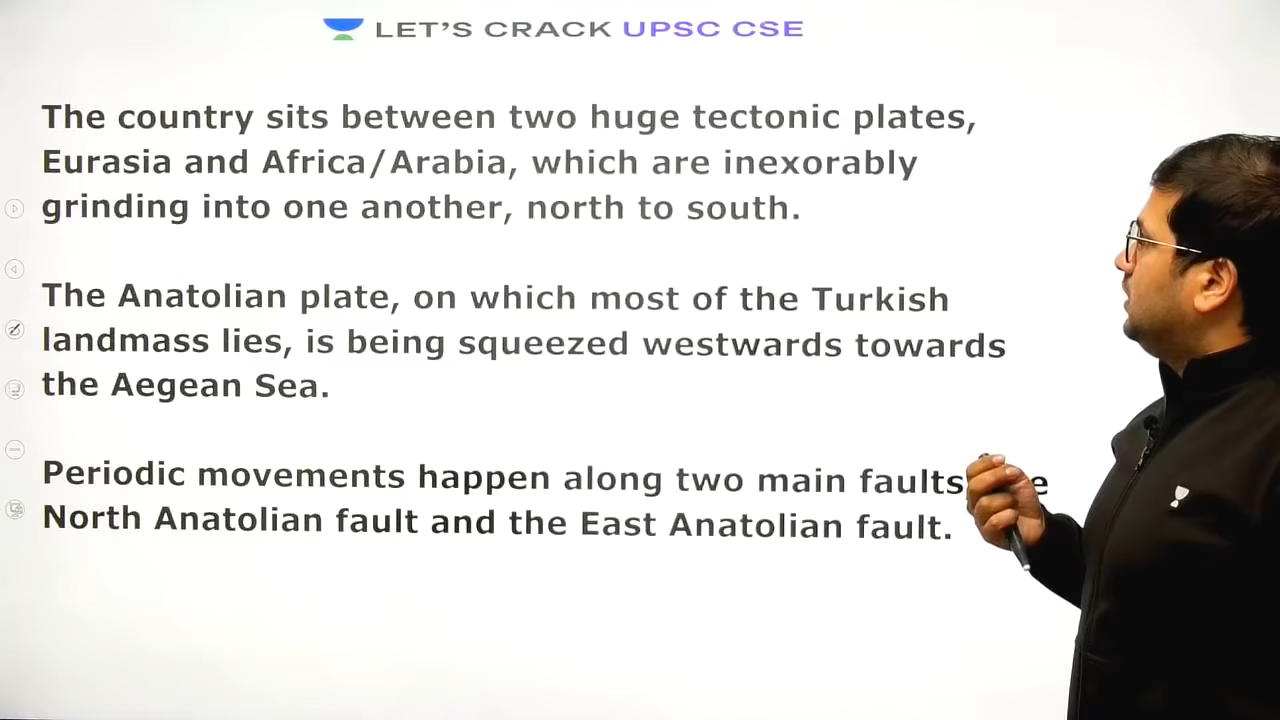 LET'S CRACK UPSC CSE
The country sits between two huge tectonic plates,
Eurasia and Africa/Arabia, which are inexorably
grinding into one another, north to south.
The Anatolian plate, on which most of the Turkish
landmass lies, is being squeezed westwards towards
the Aegean Sea.
Periodic movements happen along two main faults
North Anatolian fault and the East Anatolian fault.